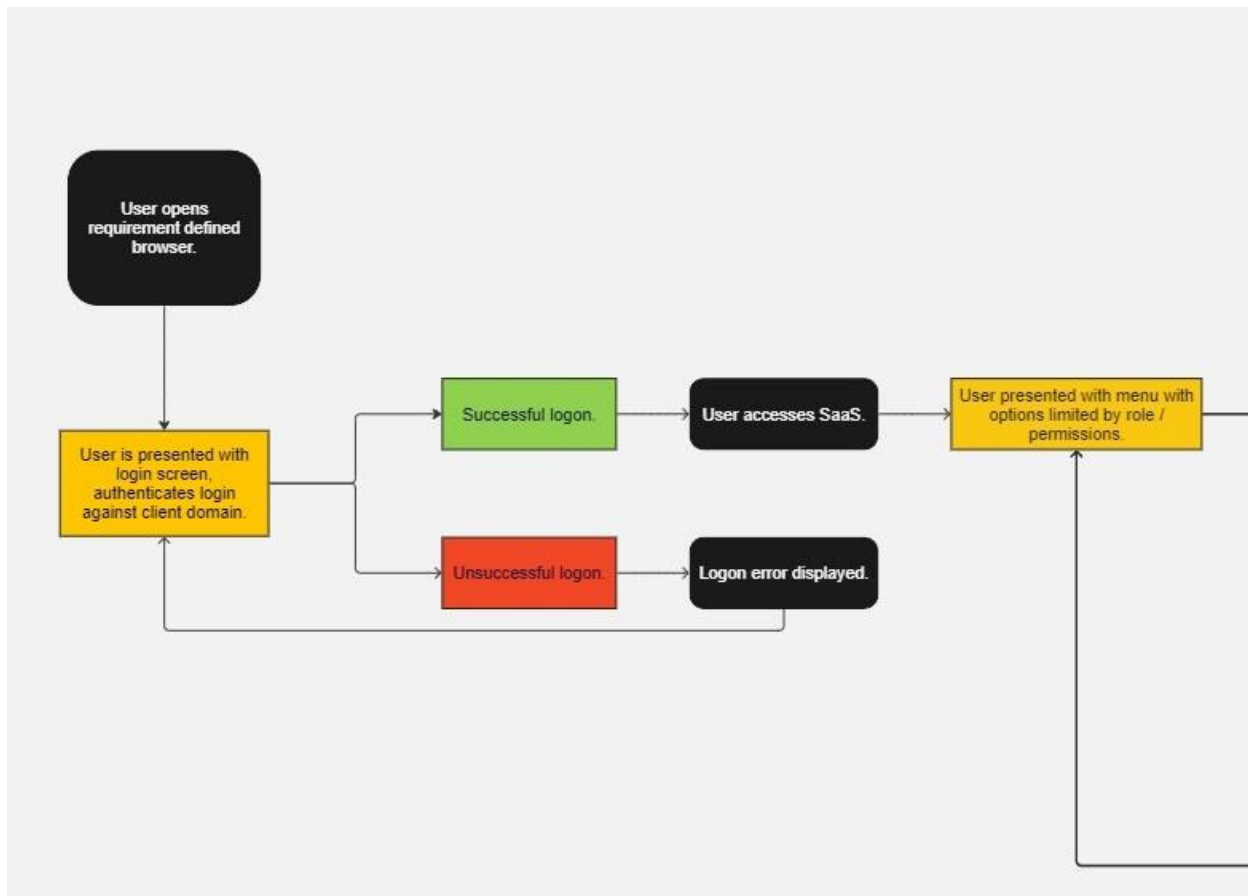 User opens
requirement defined
browser.
User is presented with
login screen,
authenticates login
against client domain.
Successful logon.
User accesses SaaS.
User presented with menu with
options limited by role /
permissions.
Unsuccessful logon.
Logon error displayed.